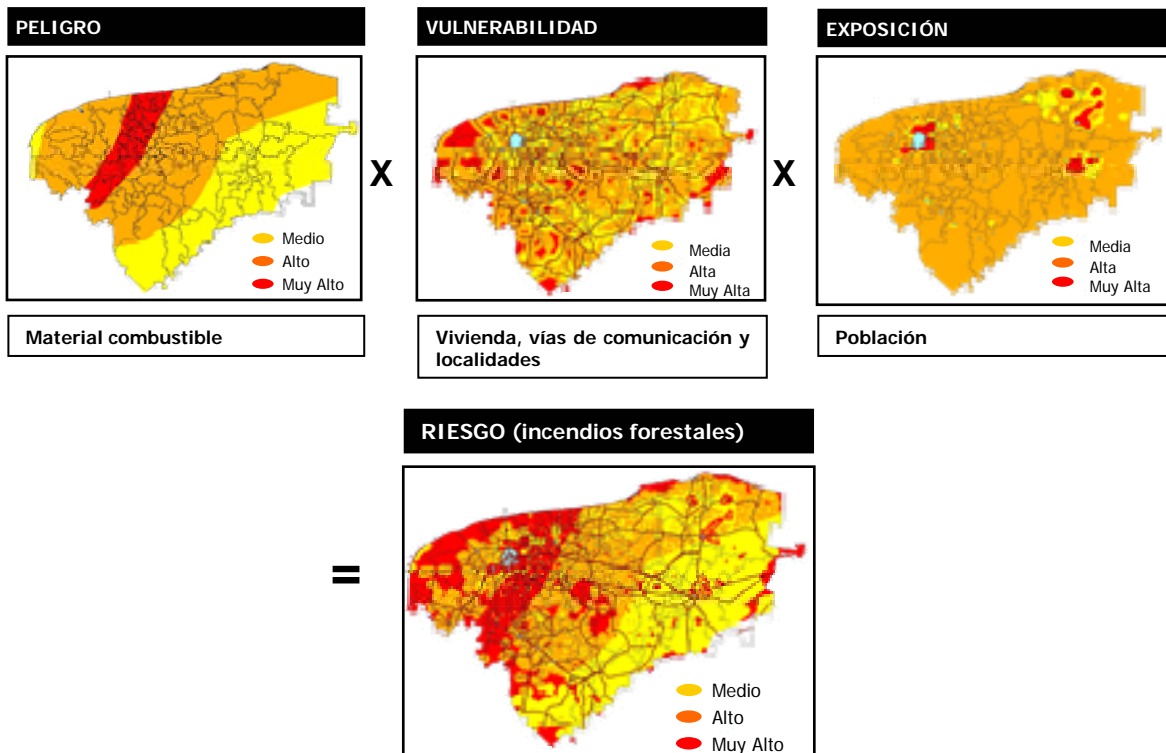 PELIGRO
VULNERABILIDAD
EXPOSICIÓN
Medio
Alto
Muy Alto
X
Media
Alta
Muy Alta
X
Media
Alta
Muy Alta
Material combustible
Vivienda, vías de comunicación y
localidades
Población
RIESGO (incendios forestales)
=
Medio
Alto
Muy Alto